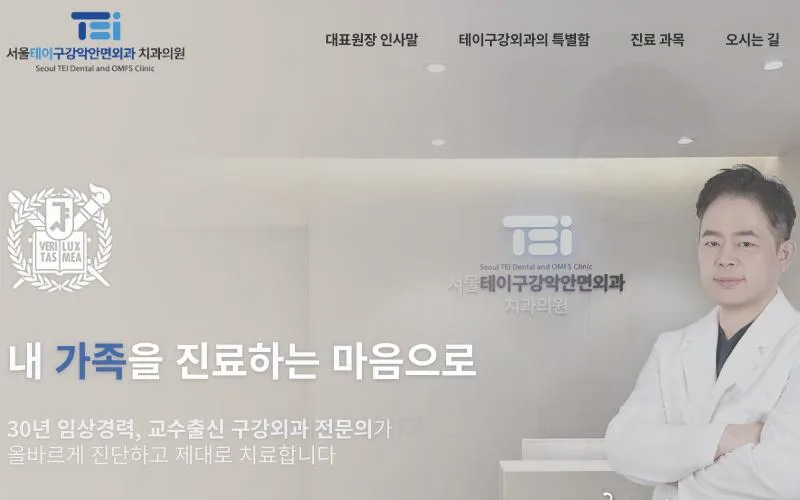 TEi
서울테이구강악안면외과 치과의원
Seoul TEI Dental and OMFS Clinic
대표원장 인사말
테이구강외과의 특별함
진료 과목
오시는 길
VERI LUX
TAS MEA
TEi
Seoul TEI Dental and OMFS Clinic
서울테이구강악안면외과
치과의원
내 가족을 진료하는 마음으로
30년 임상경력, 교수출신 구강외과 전문의가
올바르게 진단하고 제대로 치료합니다